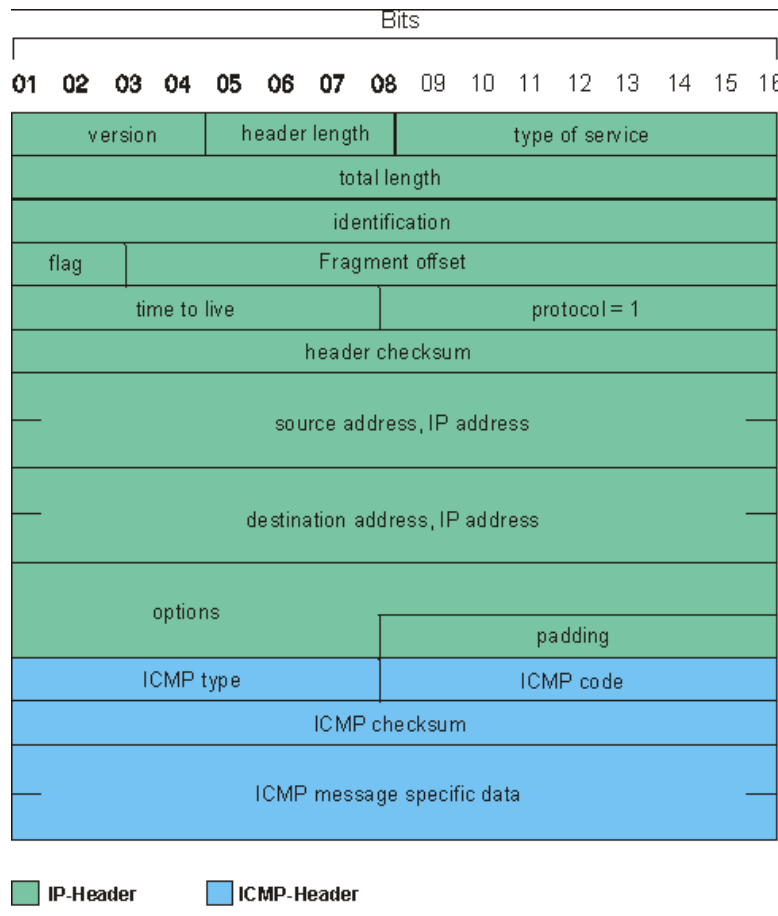 Bits
01 02 03 04 05 06 07 08 09 10 11 12 13 14 15 16
version header length type of service
total length
identification
flag Fragment offset
time to live protocol = 1
header checksum
source address, IP address
destination address, IP address
options
padding
ICMP type ICMP code
ICMP checksum
ICMP message specific data
IP-Header ICMP-Header